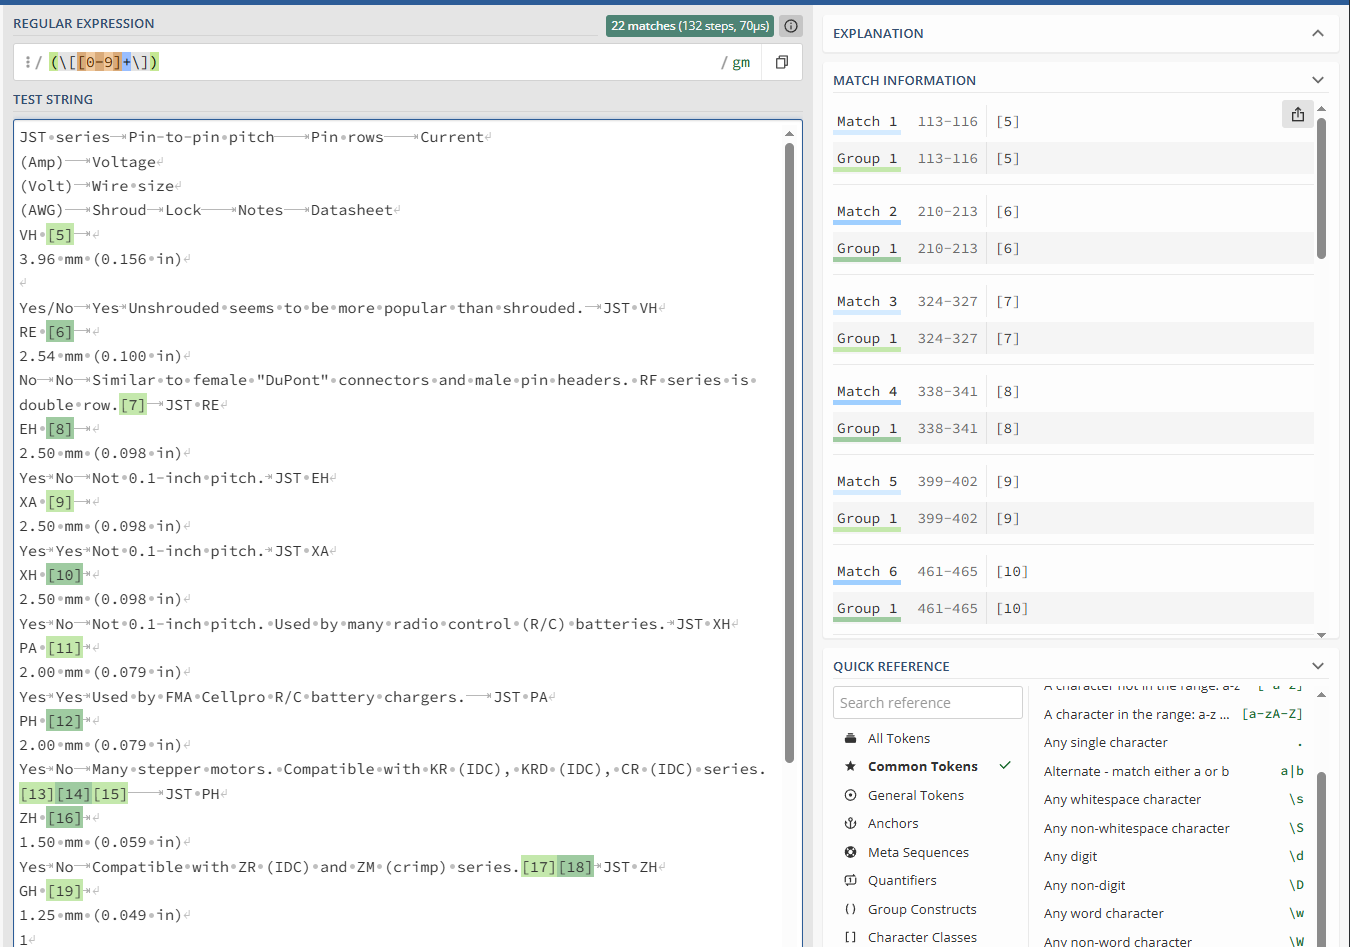 REGULAR EXPRESSION
22 matches (132 steps, 70μs)
/ (\[[0-9]+\])
/ gm
TEST STRING
JST series Pin-to-pin pitch Pin rows Current
(Amp) Voltage
(Volt) Wire size
(AWG) Shroud Lock Notes Datasheet
VH [5]
3.96 mm (0.156 in)
Yes/No Yes Unshrouded seems to be more popular than shrouded. JST VH
RE [6]
2.54 mm (0.100 in)
No No Similar to female "DuPont" connectors and male pin headers. RF series is
double row.[7] JST RE
EH [8]
2.50 mm (0.098 in)
Yes No Not 0.1-inch pitch. JST EH
XA [9]
2.50 mm (0.098 in)
Yes Yes Not 0.1-inch pitch. JST XA
XH [10]
2.50 mm (0.098 in)
Yes No Not 0.1-inch pitch. Used by many radio control (R/C) batteries. JST XH
PA [11]
2.00 mm (0.079 in)
Yes Yes Used by FMA Cellpro R/C battery chargers. JST PA
PH [12]
2.00 mm (0.079 in)
Yes No Many stepper motors. Compatible with KR (IDC), KRD (IDC), CR (IDC) series.
[13][14][15] JST PH
ZH [16]
1.50 mm (0.059 in)
Yes No Compatible with ZR (IDC) and ZM (crimp) series.[17][18] JST ZH
GH [19]
1.25 mm (0.049 in)
1
EXPLANATION
MATCH INFORMATION
Match 1 113-116 [5]
Group 1 113-116 [5]
Match 2 210-213 [6]
Group 1 210-213 [6]
Match 3 324-327 [7]
Group 1 324-327 [7]
Match 4 338-341 [8]
Group 1 338-341 [8]
Match 5 399-402 [9]
Group 1 399-402 [9]
Match 6 461-465 [10]
Group 1 461-465 [10]
QUICK REFERENCE
Search reference
All Tokens
Common Tokens
General Tokens
Anchors
Meta Sequences
Quantifiers
Group Constructs
Character Classes
A character not in the range: a-z [^a-z]
A character in the range: a-z ... [a-zA-Z]
Any single character .
Alternate - match either a or b a|b
Any whitespace character \s
Any non-whitespace character \S
Any digit \d
Any non-digit \D
Any word character \w
Any non-word character \W